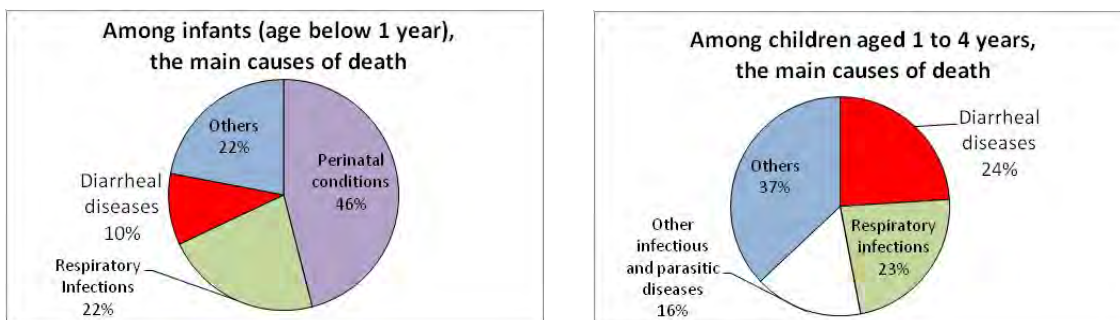 Among infants (age below 1 year),
the main causes of death
Others
22%
Perinatal
conditions
46%
Diarrheal
diseases
10%
Respiratory
Infections
22%
Among children aged 1 to 4 years,
the main causes of death
Diarrheal
diseases
24%
Others
37%
Other
infectious
and parasitic
diseases
16%
Respiratory
infections
23%